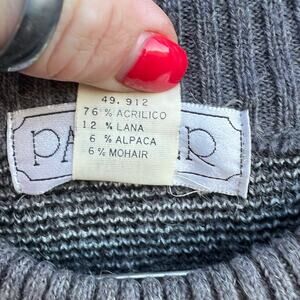 49.912
76 % ACRILICO
12 % LANA
6 % ALPACA
6 % MOHAIR